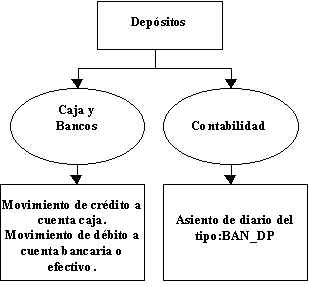 Depósitos
Caja y
Bancos
Contabilidad
Movimiento de crédito a
cuenta caja.
Movimiento de débito a
cuenta bancaria o
efectivo.
Asiento de diario del
tipo:BAN_DP